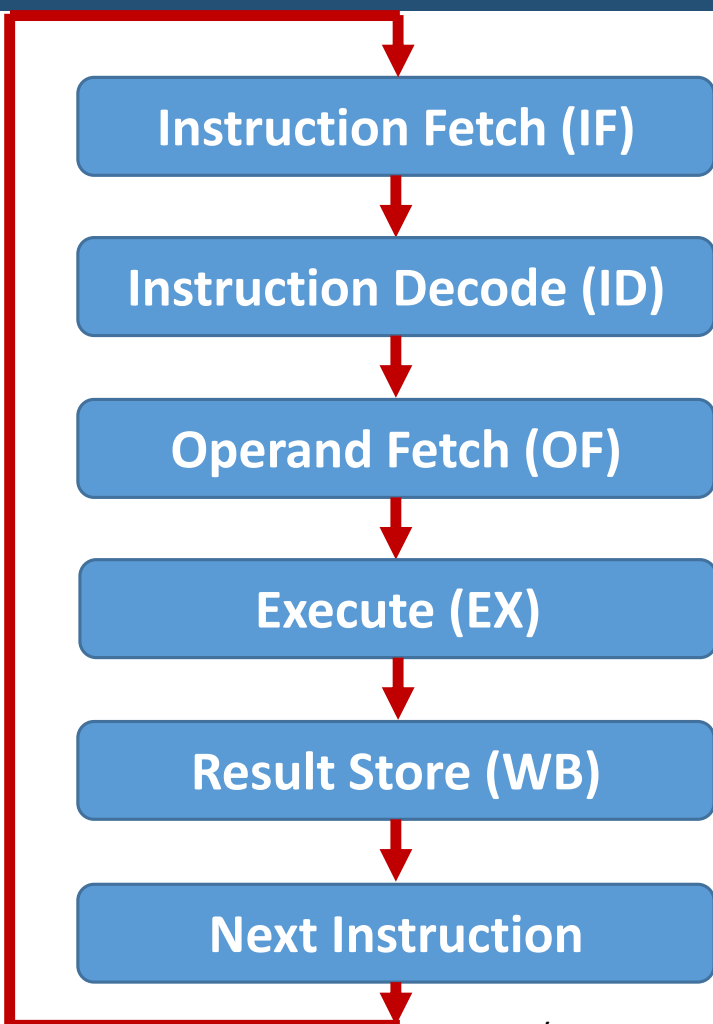 Instruction Fetch (IF)
Instruction Decode (ID)
Operand Fetch (OF)
Execute (EX)
Result Store (WB)
Next Instruction